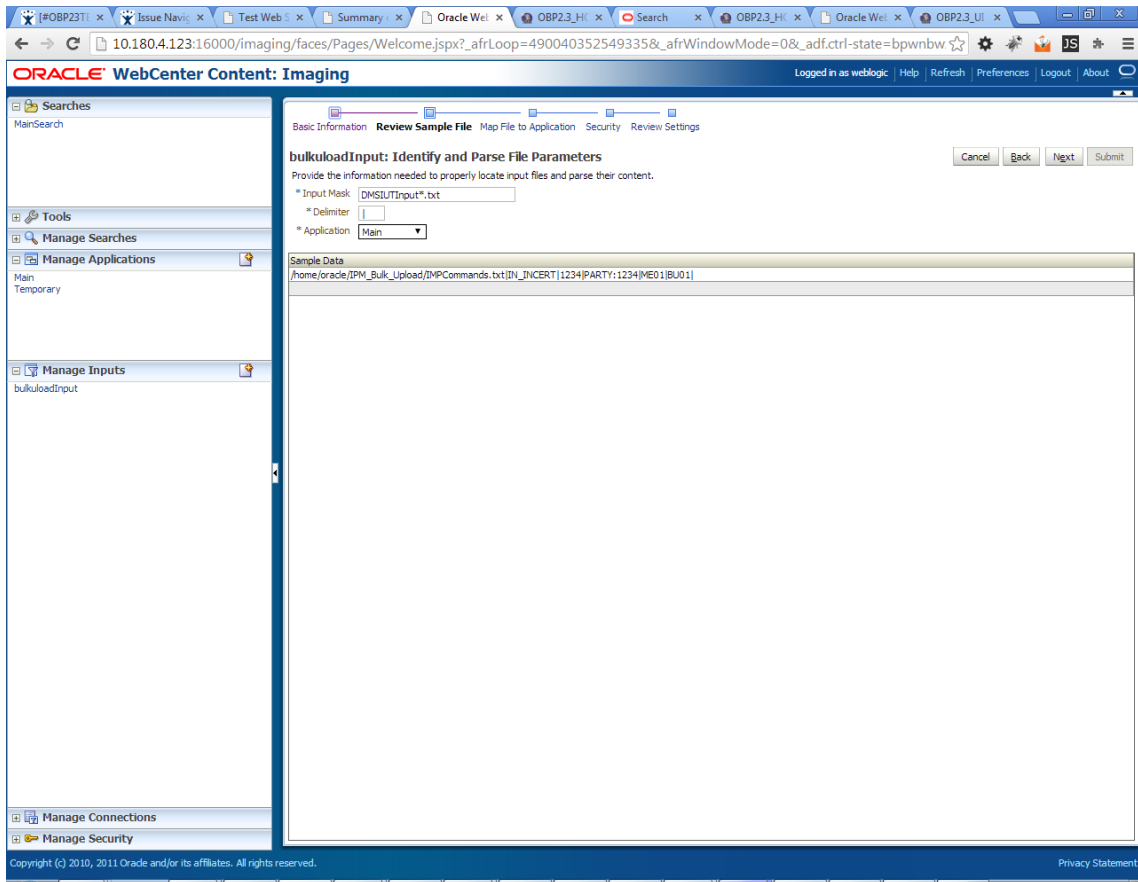 [#OBP23TE
Issue Navig
Test Web S
Summary
Oracle Web
OBP2.3_H
Search
OBP2.3_H
Oracle Web
OBP2.3_UI
10.180.4.123:16000/imaging/faces/Pages/Welcome.jspx?_afrLoop=490040352549335&_afrWindowMode=0&_adf.ctrl-state=bpwnbw
JS
ORACLE WebCenter Content: Imaging
Logged in as weblogic Help Refresh Preferences Logout About
Searches
MainSearch
Tools
Manage Searches
Manage Applications
Main
Temporary
Manage Inputs
bulkuloadInput
Manage Connections
Manage Security
Basic Information Review Sample File Map File to Application Security Review Settings
bulkuloadInput: Identify and Parse File Parameters
Cancel Back Next Submit
Provide the information needed to properly locate input files and parse their content.
* Input Mask DMSIUTInput*.txt
* Delimiter |
* Application Main
Sample Data
/home/oracle/IPM_Bulk_Upload/IMPCommands.txt|IN_INCERT|1234|PARTY:1234|ME01|BU01|
Copyright (c) 2010, 2011 Oracle and/or its affiliates. All rights reserved.
Privacy Statement